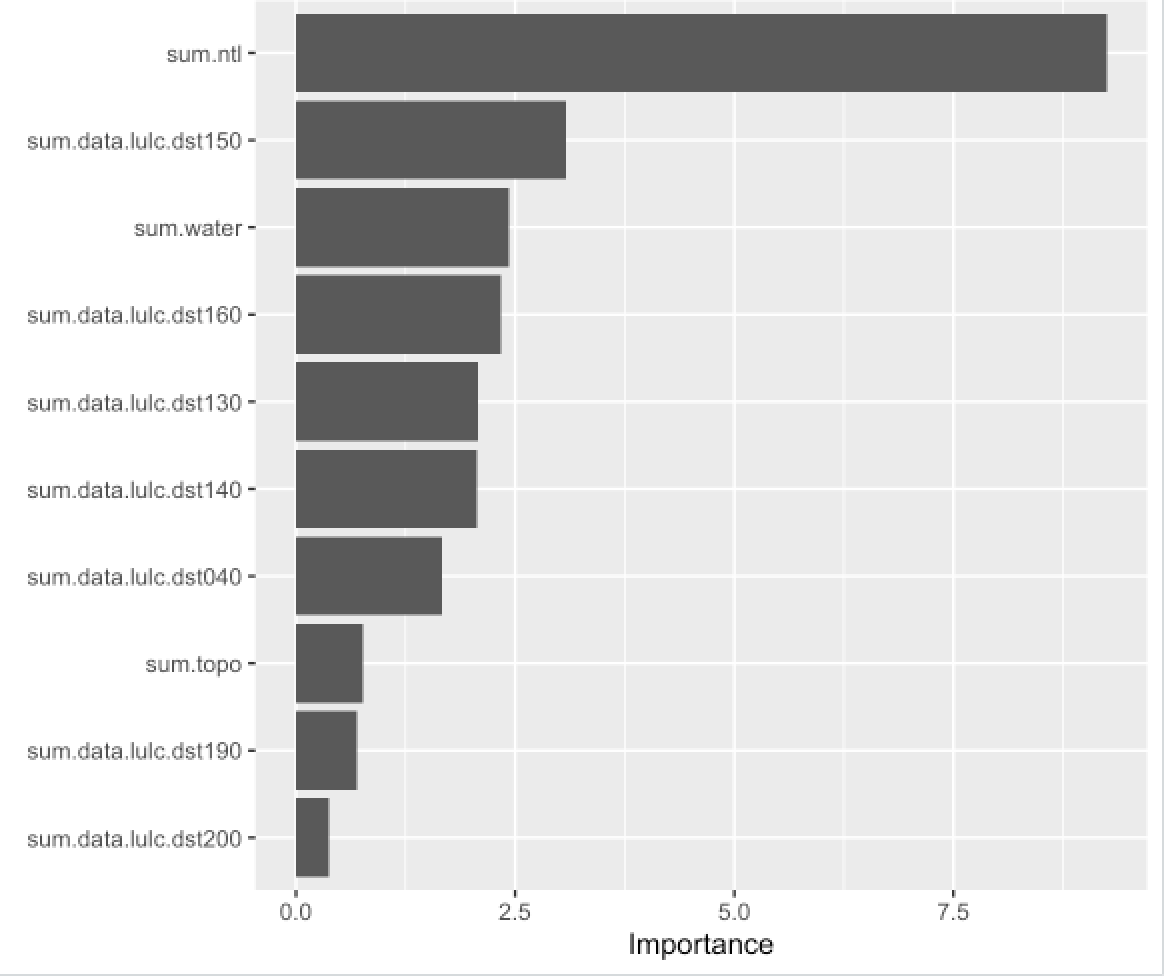 sum.ntl
sum.data.lulc.dst150
sum.water
sum.data.lulc.dst160
sum.data.lulc.dst130
sum.data.lulc.dst140
sum.data.lulc.dst040
sum.topo
sum.data.lulc.dst190
sum.data.lulc.dst200
0.0 2.5 5.0 7.5
Importance